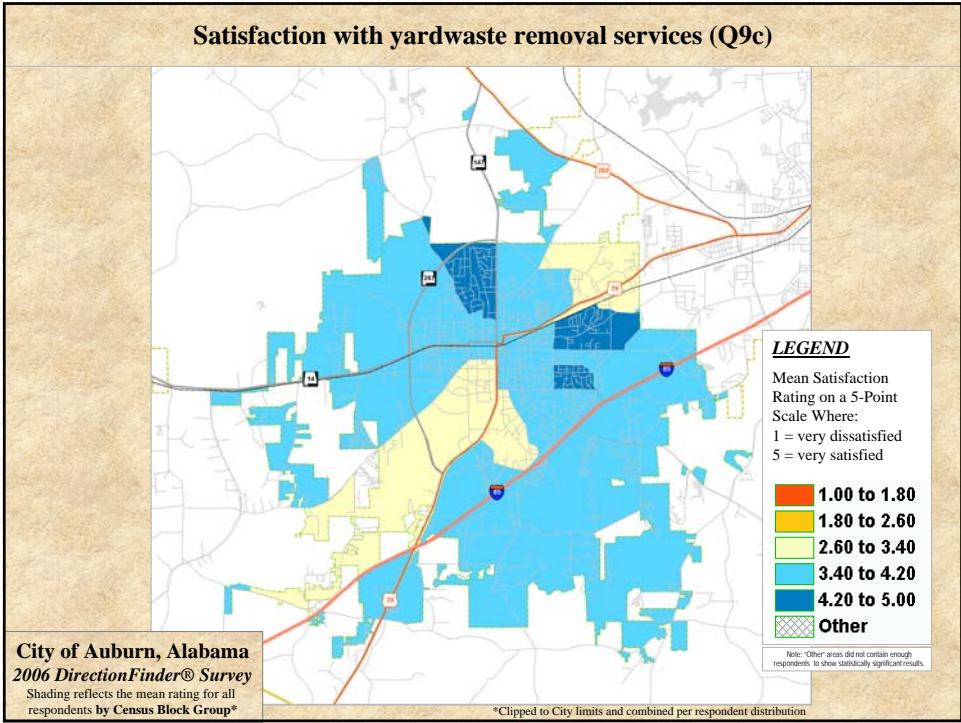 Satisfaction with yardwaste removal services (Q9c)
147
280
267
29
14
85
85
29
LEGEND
Mean Satisfaction
Rating on a 5-Point
Scale Where:
1 = very dissatisfied
5 = very satisfied
1.00 to 1.80
1.80 to 2.60
2.60 to 3.40
3.40 to 4.20
4.20 to 5.00
Other
Note: "Other" areas did not contain enough
respondents to show statistically significant results.
City of Auburn, Alabama
2006 DirectionFinder® Survey
Shading reflects the mean rating for all
respondents by Census Block Group*
*Clipped to City limits and combined per respondent distribution